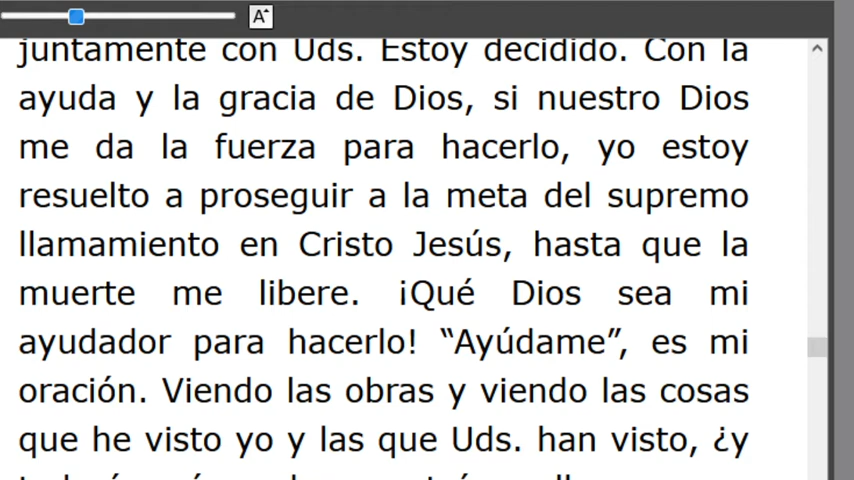 A
juntamente con Uds. Estoy decidido. Con la
ayuda y la gracia de Dios, si nuestro Dios
me da la fuerza para hacerlo, yo estoy
resuelto a proseguir a la meta del supremo
llamamiento en Cristo Jesús, hasta que la
muerte me libere. ¡Qué Dios sea mi
ayudador para hacerlo! “Ayúdame”, es mi
oración. Viendo las obras y viendo las cosas
que he visto yo y las que Uds. han visto, ¿y